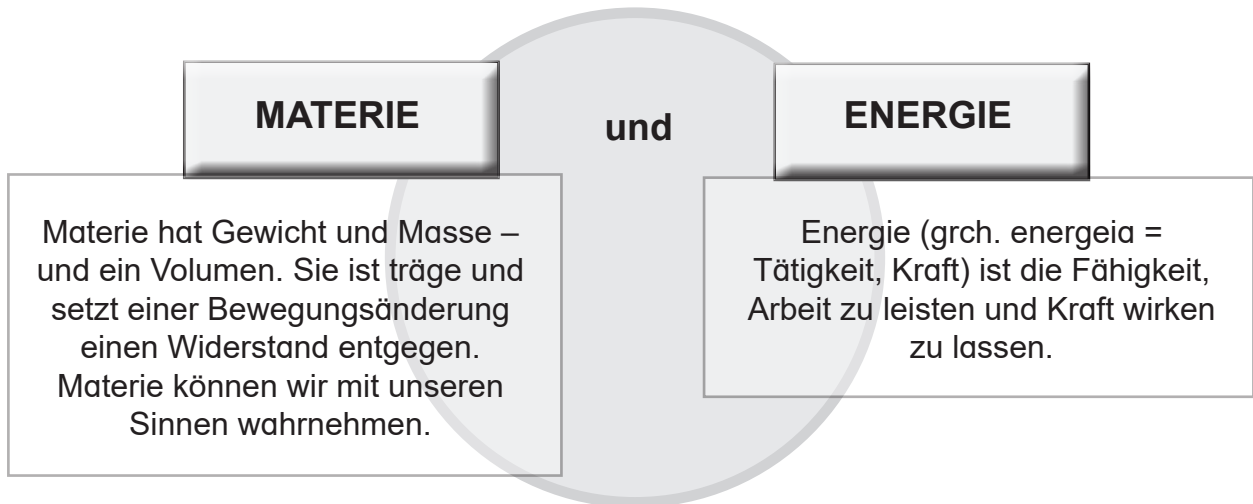 MATERIE
und
ENERGIE
Materie hat Gewicht und Masse –
und ein Volumen. Sie ist träge und
setzt einer Bewegungsänderung
einen Widerstand entgegen.
Materie können wir mit unseren
Sinnen wahrnehmen.
Energie (grch. energeia =
Tätigkeit, Kraft) ist die Fähigkeit,
Arbeit zu leisten und Kraft wirken
zu lassen.